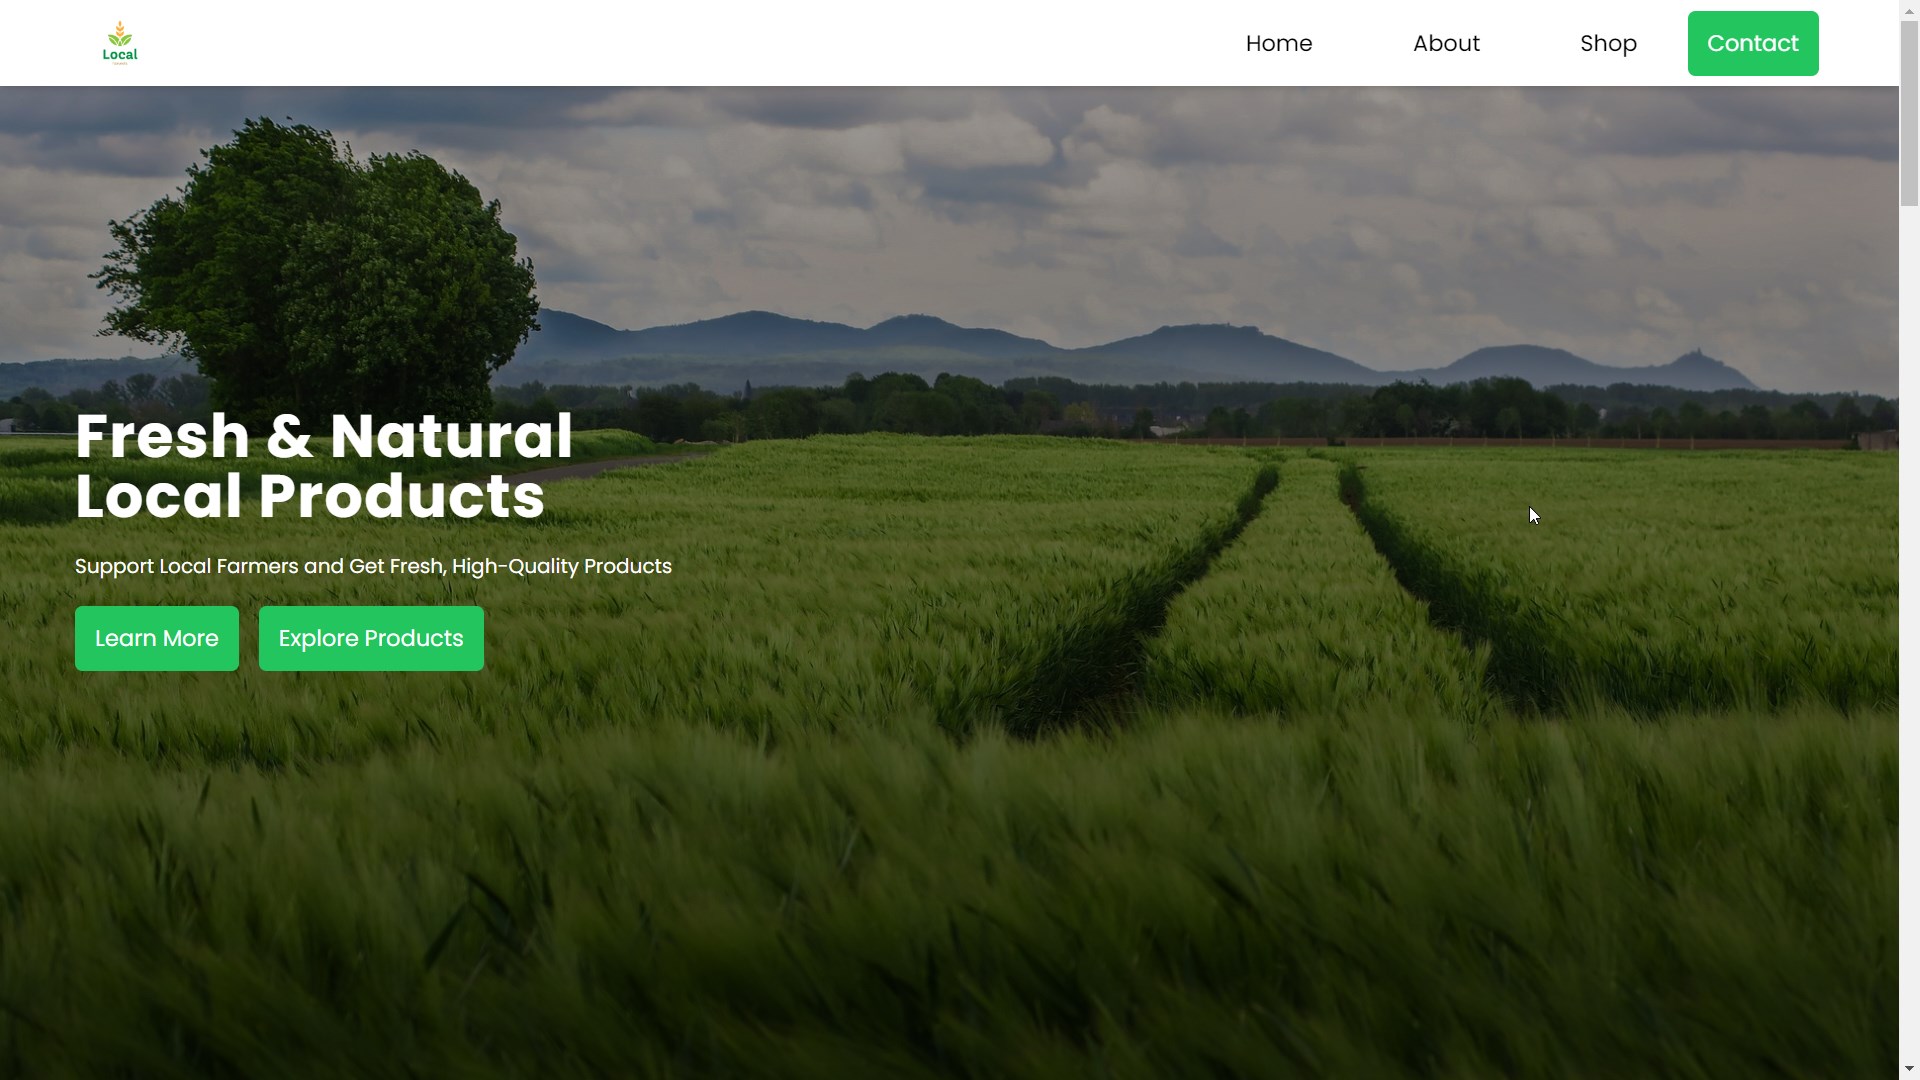 Local
Home
About
Shop
Contact
Fresh & Natural
Local Products
Support Local Farmers and Get Fresh, High-Quality Products
Learn More
Explore Products